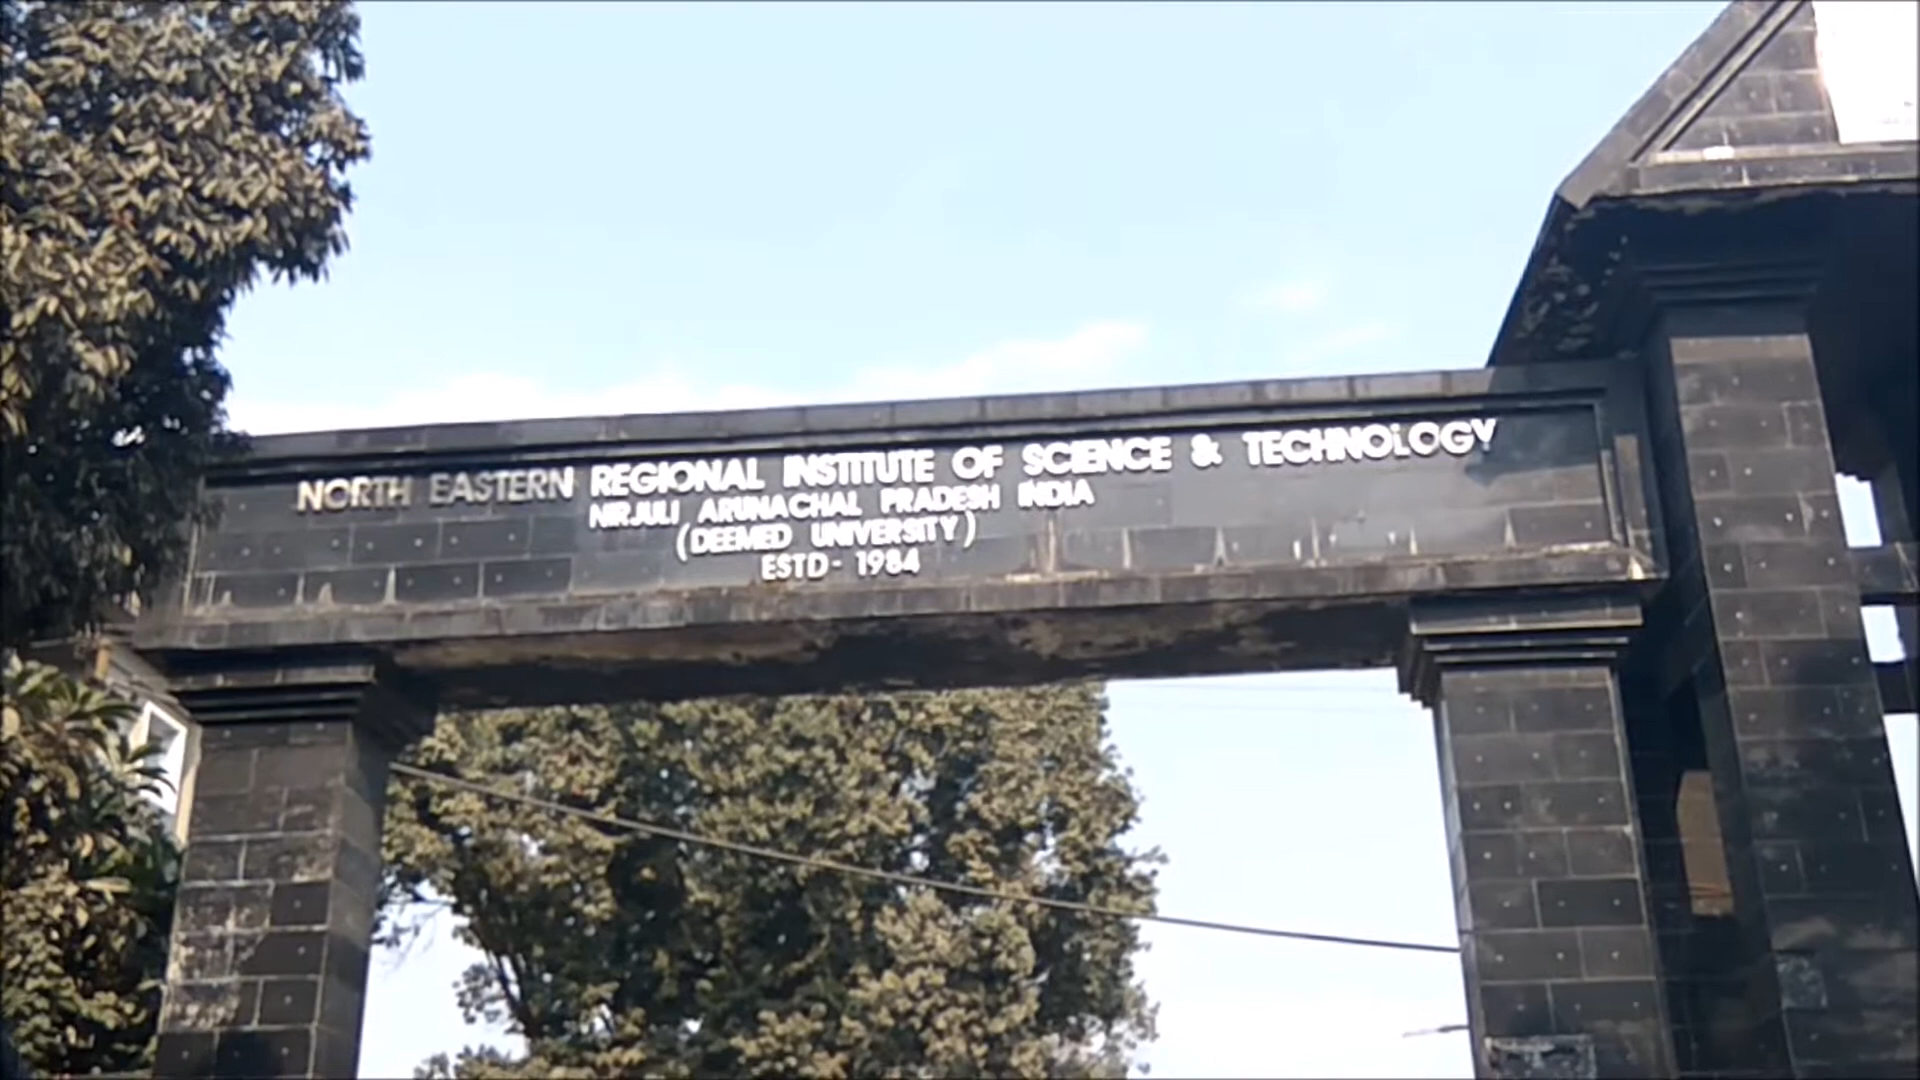 NORTH EASTERN REGIONAL INSTITUTE OF SCIENCE & TECHNOLOGY
NIRJULI ARUNACHAL PRADESH INDIA
(DEEMED UNIVERSITY)
ESTD- 1984